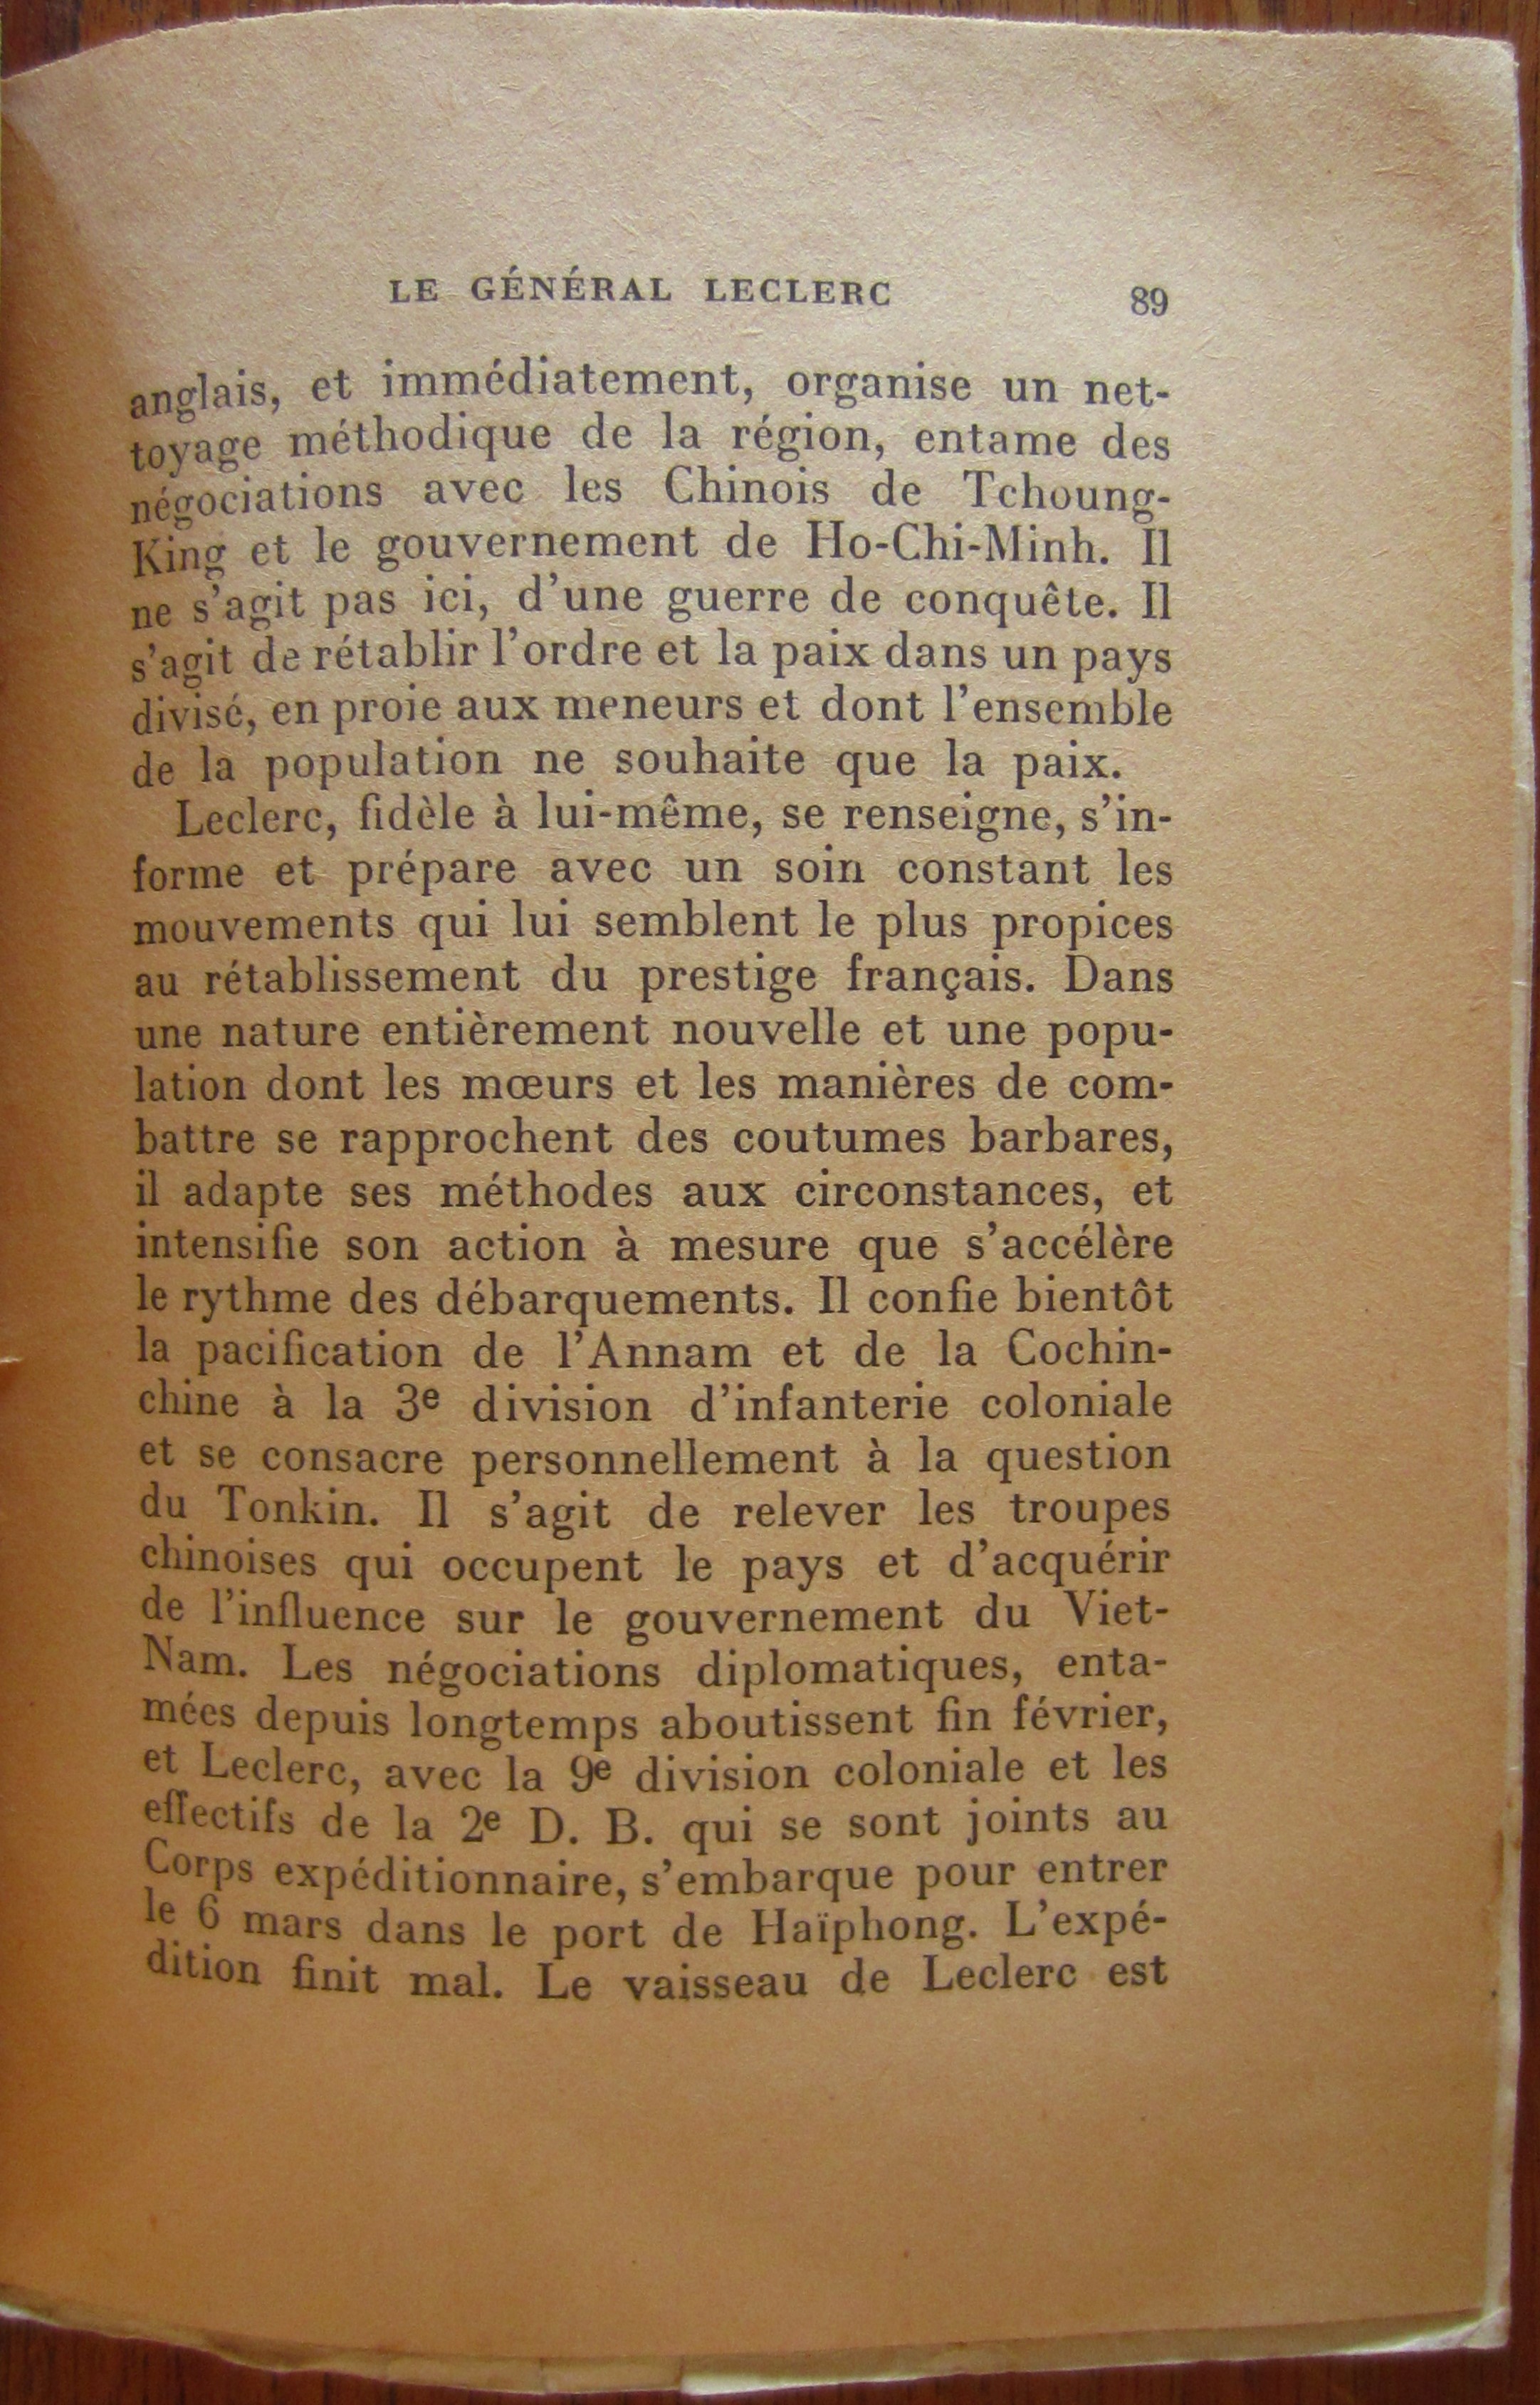 LE GÉNÉRAL LECLERC 89
anglais, et immédiatement, organise un net-
toyage méthodique de la région, entame des
négociations avec les Chinois de Tchoung-
King et le gouvernement de Ho-Chi-Minh. Il
ne s'agit pas ici, d'une guerre de conquête. Il
s'agit de rétablir l'ordre et la paix dans un pays
divisé, en proie aux meneurs et dont l'ensemble
de la population ne souhaite que la paix.
Leclerc, fidèle à lui-même, se renseigne, s'in-
forme et prépare avec un soin constant les
mouvements qui lui semblent le plus propices
au rétablissement du prestige français. Dans
une nature entièrement nouvelle et une popu-
lation dont les mœurs et les manières de com-
battre se rapprochent des coutumes barbares,
il adapte ses méthodes aux circonstances, et
intensifie son action à mesure que s'accélère
le rythme des débarquements. Il confie bientôt
la pacification de l'Annam et de la Cochin-
chine à la 3e division d'infanterie coloniale
et se consacre personnellement à la question
du Tonkin. Il s'agit de relever les troupes
chinoises qui occupent le pays et d'acquérir
de l'influence sur le gouvernement du Viet-
Nam. Les négociations diplomatiques, enta-
mées depuis longtemps aboutissent fin février,
et Leclerc, avec la 9e division coloniale et les
effectifs de la 2e D. B. qui se sont joints au
Corps expéditionnaire, s'embarque pour entrer
le 6 mars dans le port de Haïphong. L'expé-
dition finit mal. Le vaisseau de Leclerc est